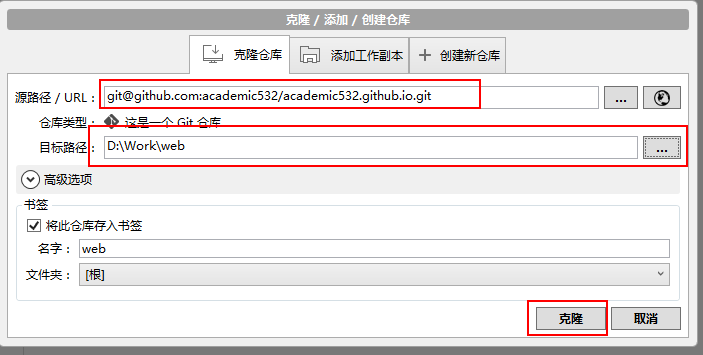 克隆 / 添加 / 创建仓库
克隆仓库 添加工作副本 创建新仓库
源路径 / URL： git@github.com:academic532/academic532.github.io.git ...
仓库类型： 这是一个 Git 仓库
目标路径： D:\Work\web ...
高级选项
书签
将此仓库存入书签
名字： web
文件夹： [根]
克隆 取消